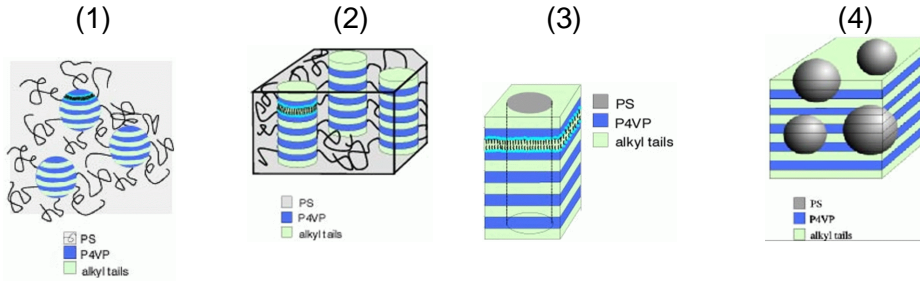 (1)
(2)
(3)
(4)
PS
P4VP
alkyl tails
PS
P4VP
alkyl tails
PS
P4VP
alkyl tails
PS
P4VP
alkyl tails